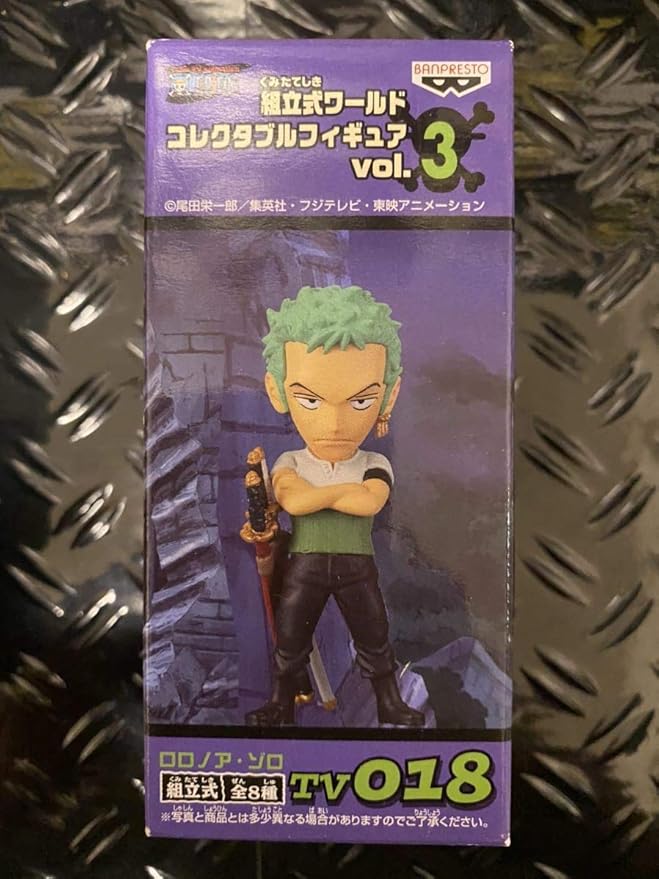 BANPRESTO
くみたてしき
組立式ワールド
コレクタブルフィギュア
vol.3
©尾田栄一郎／集英社・フジテレビ・東映アニメーション
ロロノア・ゾロ
くみたてしき ぜん しゅ
組立式 全8種 TV018
しゃしん しょうひん たしょうこと ばあい りょうしょう
※写真と商品とは多少異なる場合がありますのでご了承ください。